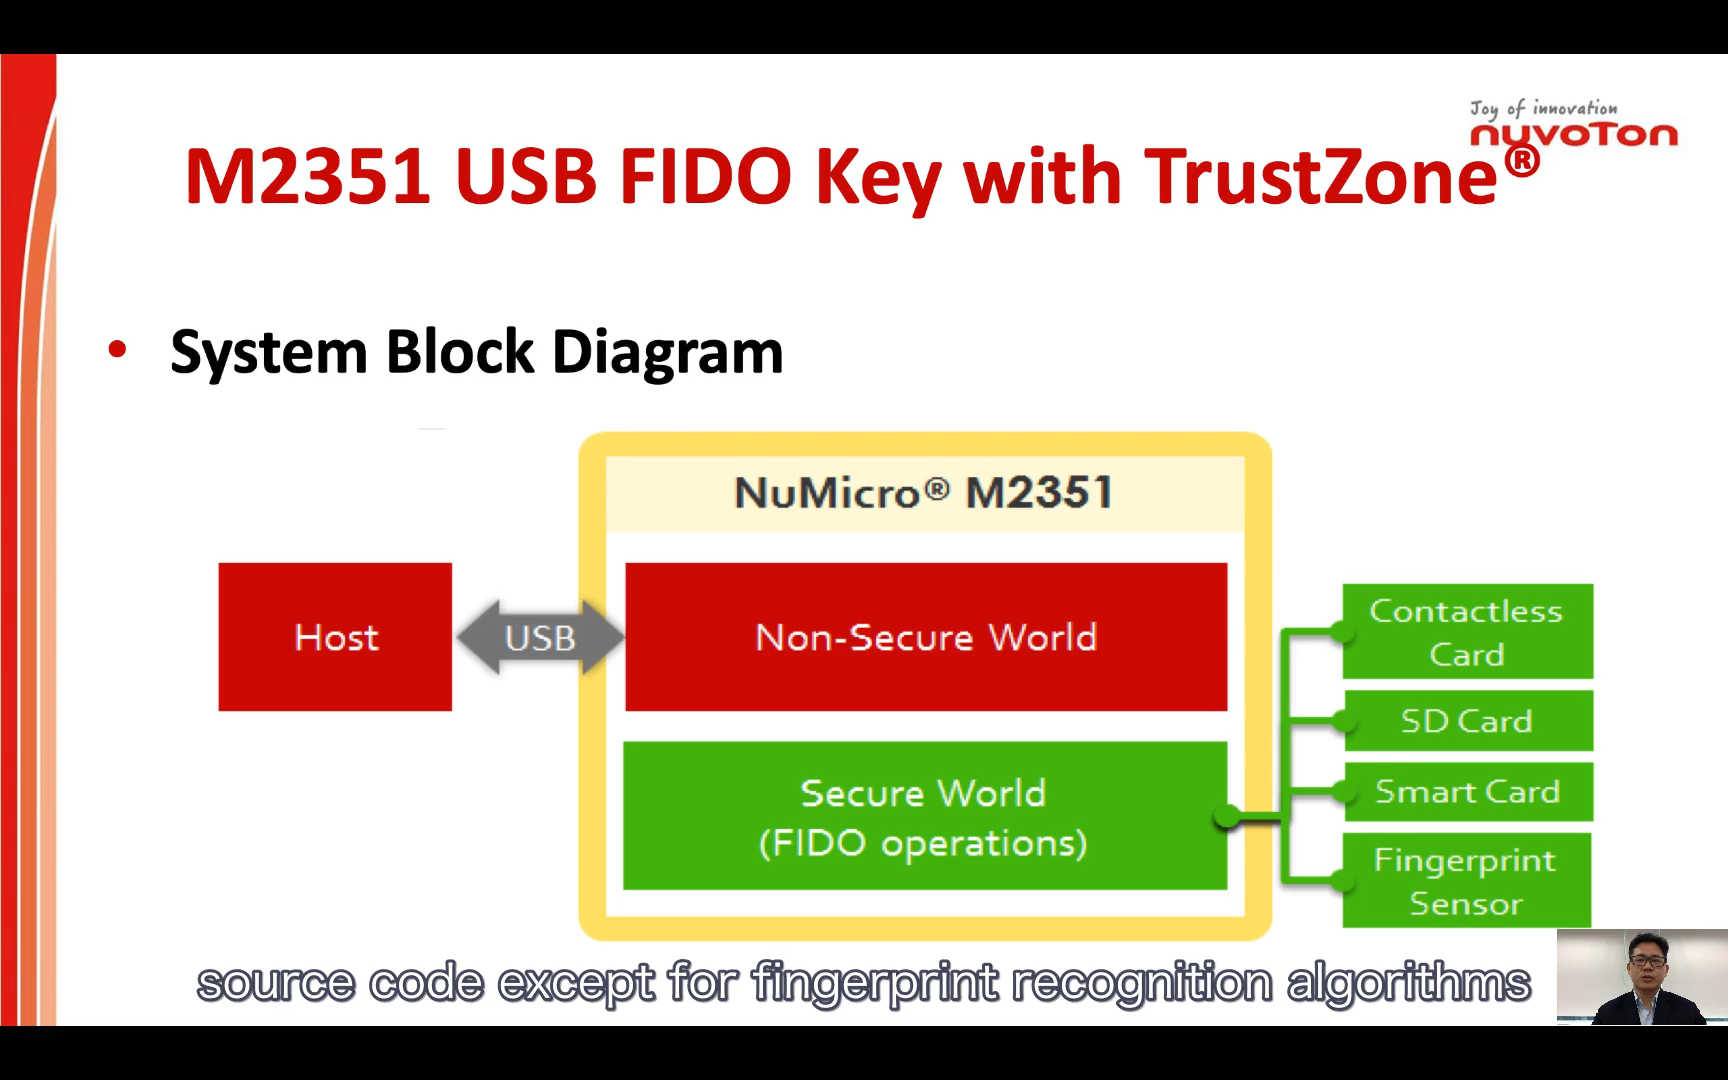 Joy of innovation
nuvoTon
M2351 USB FIDO Key with TrustZone®
• System Block Diagram
NuMicro® M2351
Host
USB
Non-Secure World
Secure World
(FIDO operations)
Contactless
Card
SD Card
Smart Card
Fingerprint
Sensor
source code except for fingerprint recognition algorithms